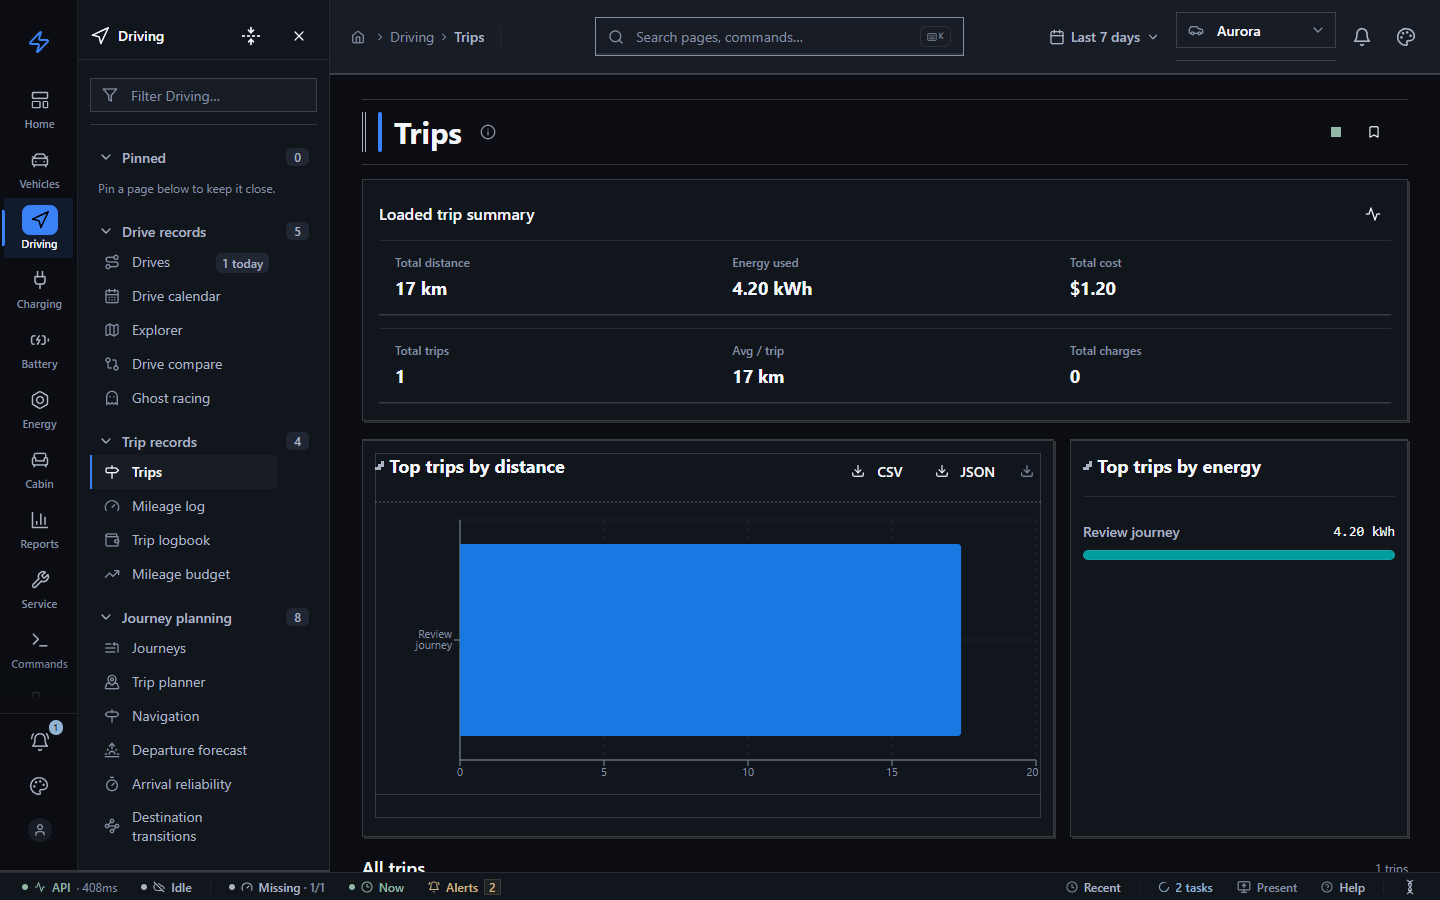 Home
Vehicles
Driving
Charging
Battery
Energy
Cabin
Reports
Service
Commands
1
Driving
Filter Driving...
Pinned 0
Pin a page below to keep it close.
Drive records 5
Drives 1 today
Drive calendar
Explorer
Drive compare
Ghost racing
Trip records 4
Trips
Mileage log
Trip logbook
Mileage budget
Journey planning 8
Journeys
Trip planner
Navigation
Departure forecast
Arrival reliability
Destination
transitions
Driving Trips
Search pages, commands... K
Last 7 days
Aurora
Trips
Loaded trip summary
Total distance Energy used Total cost
17 km 4.20 kWh $1.20
Total trips Avg / trip Total charges
1 17 km 0
Top trips by distance CSV JSON
Review
journey
0 5 10 15 20
Top trips by energy
Review journey 4.20 kWh
All trips 1 trips
API · 408ms Idle Missing · 1/1 Now Alerts 2 Recent 2 tasks Present Help